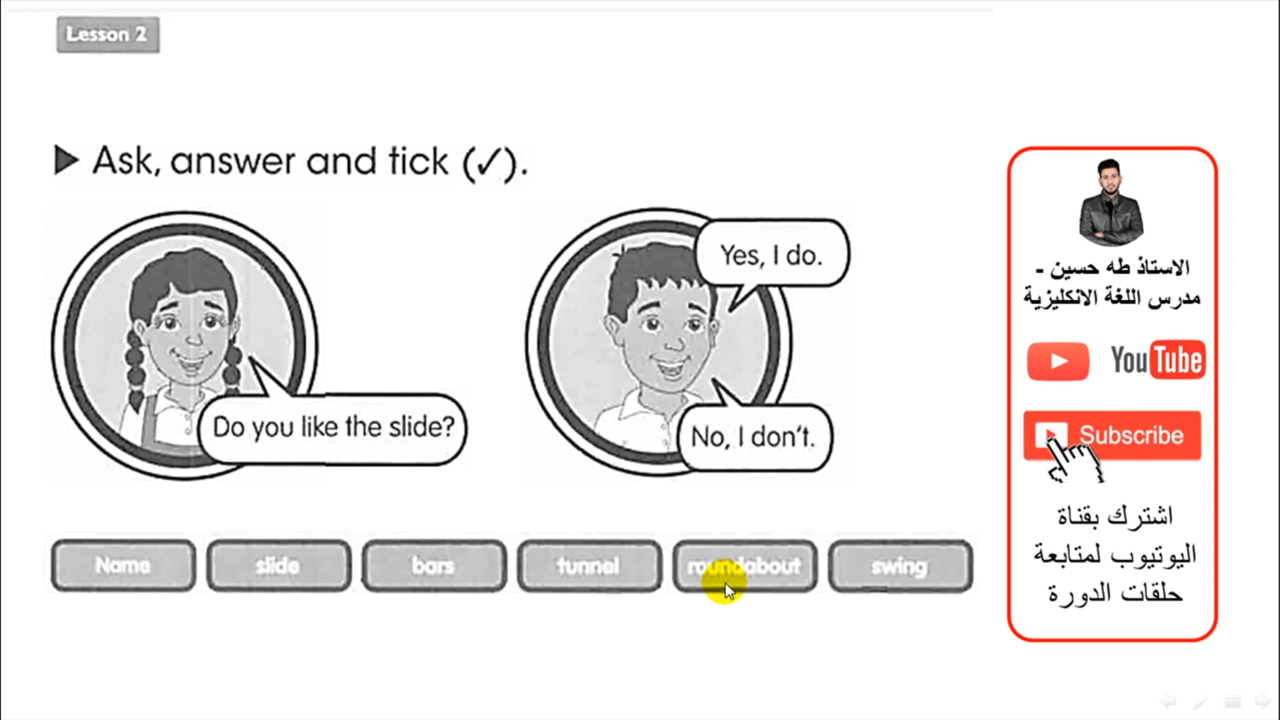 Lesson 2
Ask, answer and tick (✓).
Do you like the slide?
Yes, I do.
No, I don't.
Name
slide
bars
tunnel
roundabout
swing
الاستاذ طه حسين -
مدرس اللغة الانكليزية
YouTube
Subscribe
اشترك بقناة
اليوتيوب لمتابعة
حلقات الدورة